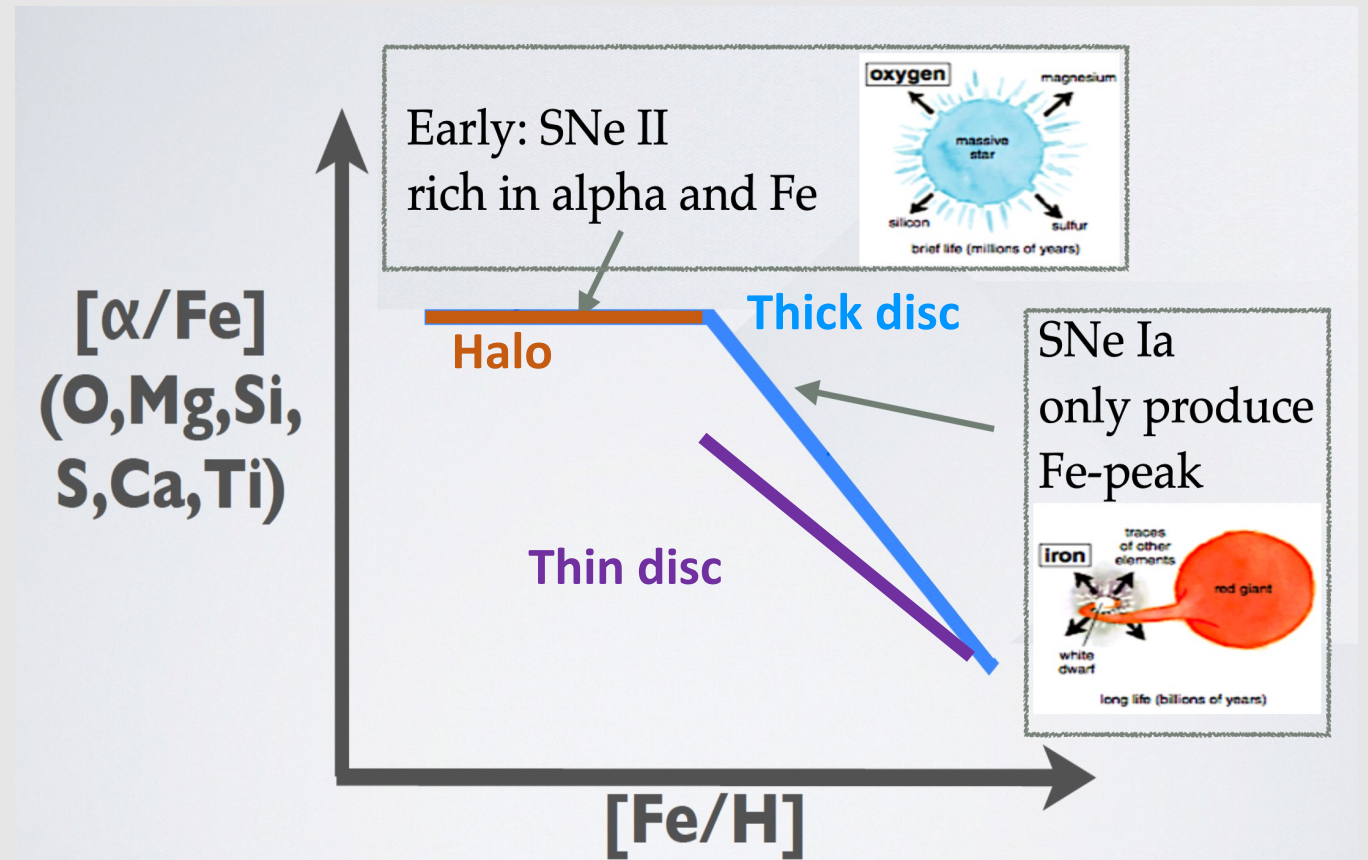 Early: SNe II
rich in alpha and Fe
oxygen
magnesium
massive
star
silicon
sulfur
brief life (millions of years)
[α/Fe]
(O,Mg,Si,
S,Ca,Ti)
Halo
Thick disc
Thin disc
SNe Ia
only produce
Fe-peak
iron
traces
of other
elements
red giant
white
dwarf
long life (billions of years)
[Fe/H]